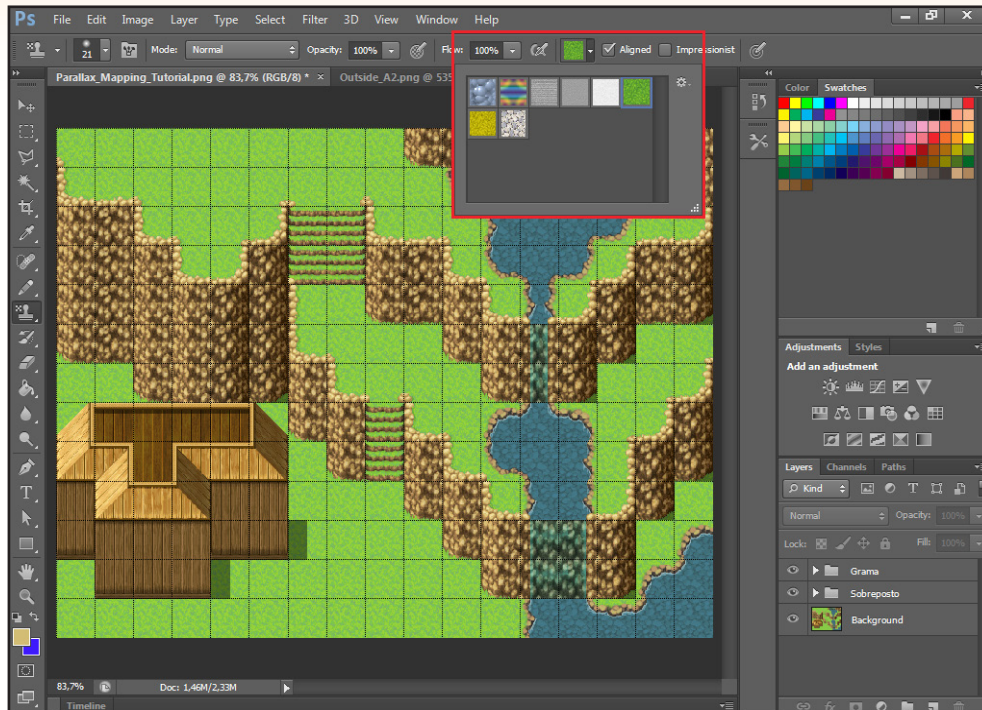 Ps File Edit Image Layer Type Select Filter 3D View Window Help
21 Mode: Normal Opacity: 100% Flow: 100% Aligned Impressionist
Parallax_Mapping_Tutorial.png @ 83,7% (RGB/8) * × Outside_A2.png @ 535
Color Swatches
Adjustments Styles
Add an adjustment
Layers Channels Paths
Kind
Normal Opacity: 100%
Lock: Fill: 100%
Grama
Sobreposto
Background
83,7% Doc: 1,46M/2,33M
Timeline